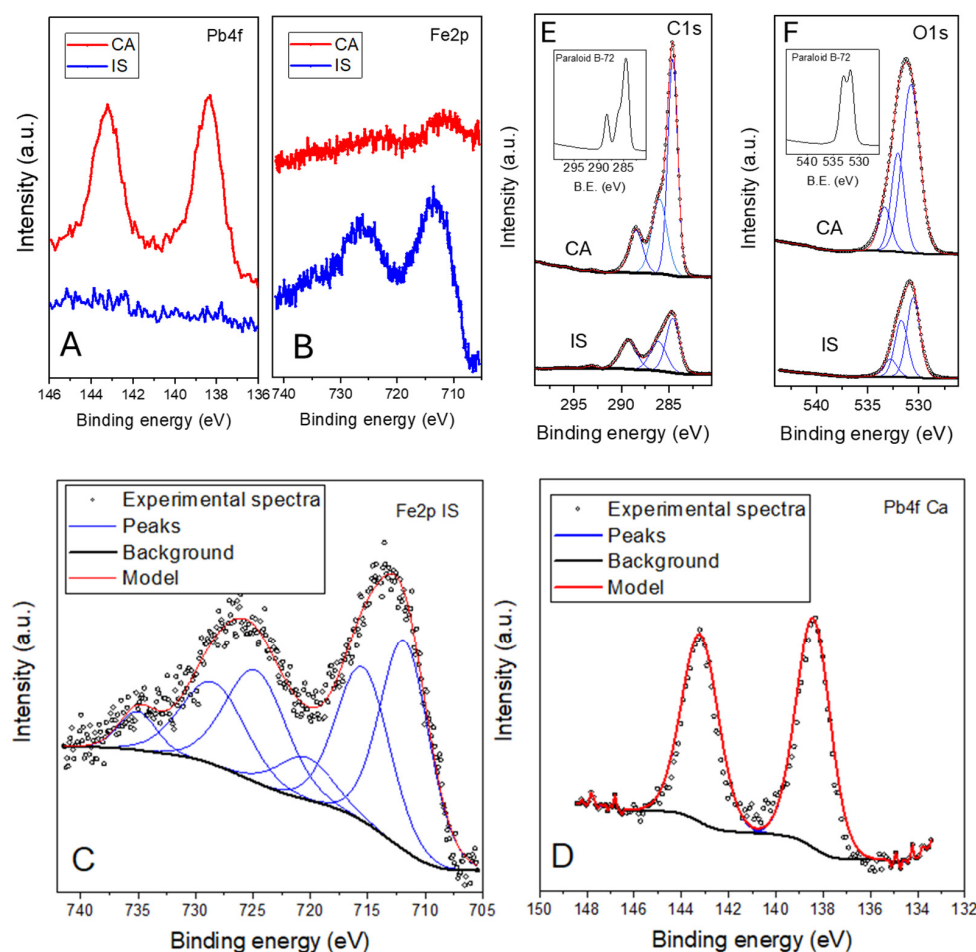 Pb4f
CA
IS
Intensity (a.u.)
A
146 144 142 140 138 136
Binding energy (eV)
Fe2p
CA
IS
B
740 730 720 710
Binding energy (eV)
E
C1s
Paraloid B-72
295 290 285
B.E. (eV)
Intensity (a.u.)
CA
IS
295 290 285
Binding energy (eV)
F
O1s
Paraloid B-72
540 535 530
B.E. (eV)
Intensity (a.u.)
CA
IS
540 530
Binding energy (eV)
Experimental spectra
Peaks
Background
Model
Fe2p IS
Intensity (a.u.)
C
740 735 730 725 720 715 710 705
Binding energy (eV)
Experimental spectra
Peaks
Background
Model
Pb4f Ca
Intensity (a.u.)
D
150 148 146 144 142 140 138 136 134 132
Binding energy (eV)